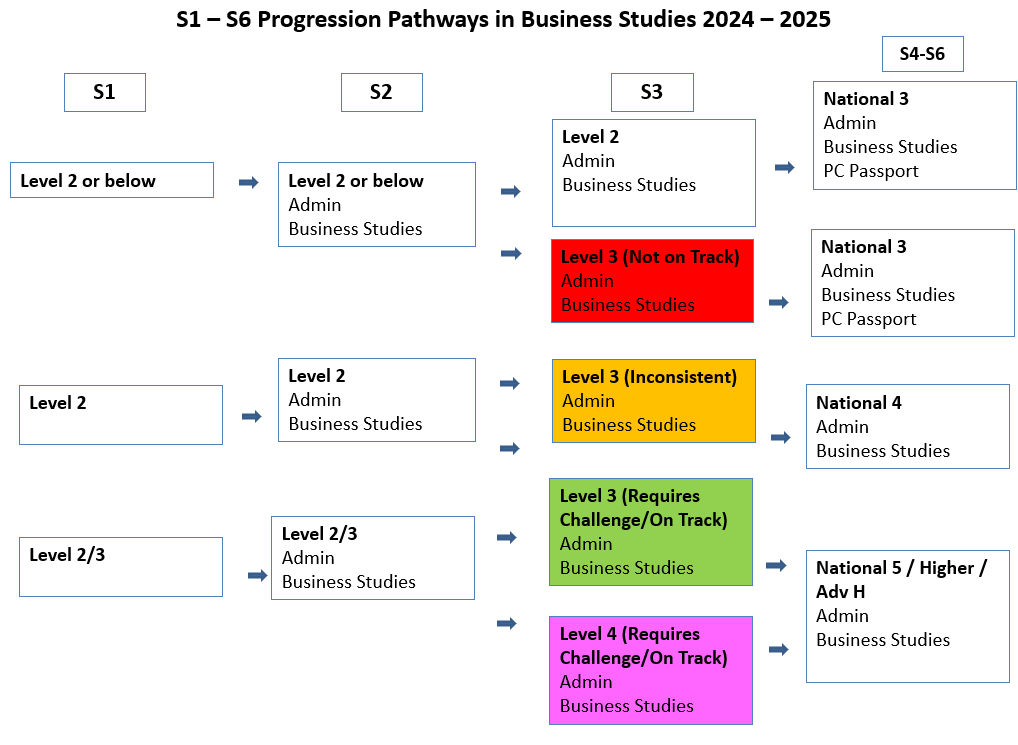 S1 – S6 Progression Pathways in Business Studies 2024 – 2025
S1
S2
S3
S4-S6
Level 2 or below
Level 2 or below
Admin
Business Studies
Level 2
Admin
Business Studies
National 3
Admin
Business Studies
PC Passport
Level 3 (Not on Track)
Admin
Business Studies
National 3
Admin
Business Studies
PC Passport
Level 2
Level 2
Admin
Business Studies
Level 3 (Inconsistent)
Admin
Business Studies
National 4
Admin
Business Studies
Level 2/3
Level 2/3
Admin
Business Studies
Level 3 (Requires
Challenge/On Track)
Admin
Business Studies
Level 4 (Requires
Challenge/On Track)
Admin
Business Studies
National 5 / Higher /
Adv H
Admin
Business Studies